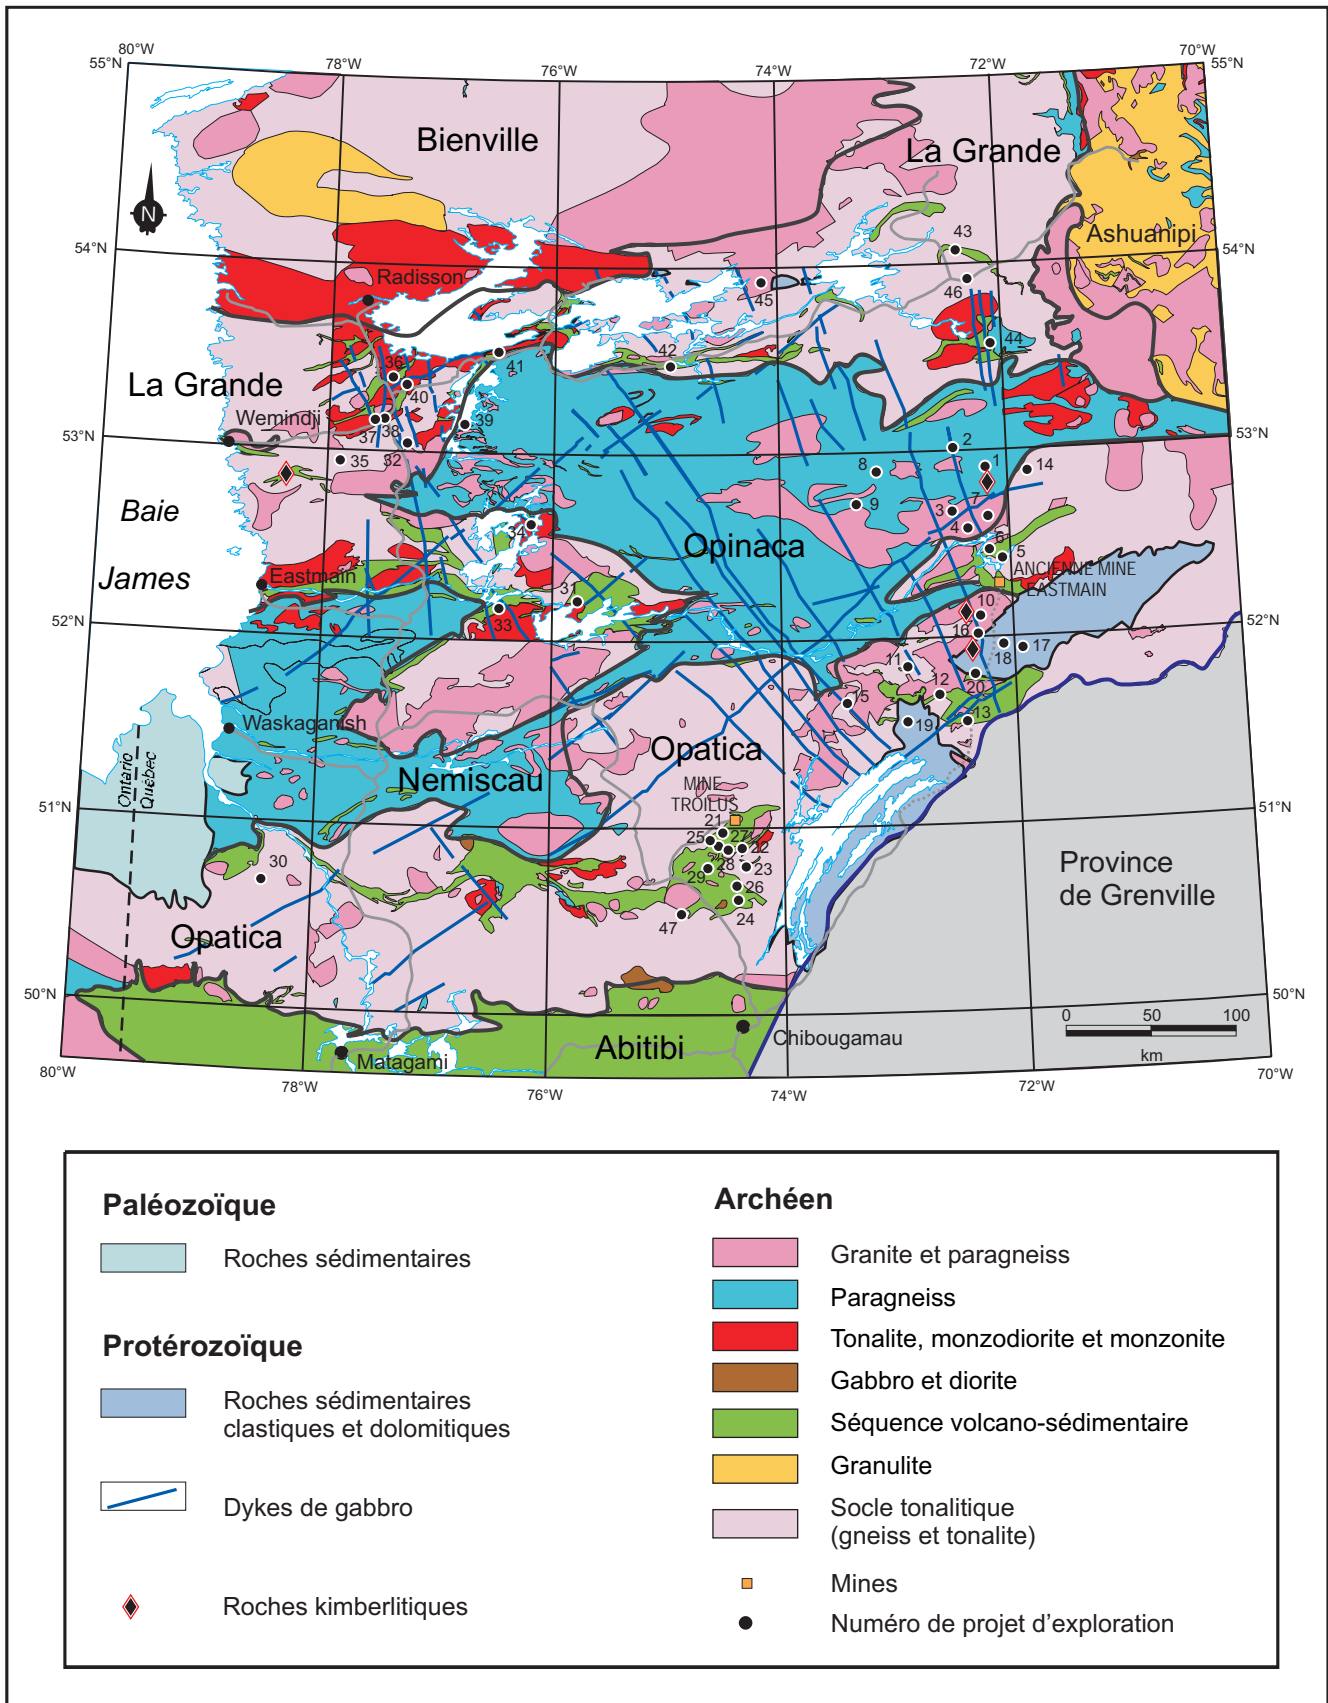 80°W
78°W
76°W
74°W
72°W
70°W
55°N
55°N
Bienville
La Grande
N
54°N
43
Ashuanipi
54°N
Radisson
45
46
36
41
42
44
La Grande
40
Wemindji
39
53°N
37
38
2
53°N
35
32
8
1
14
9
3
7
Baie
34
4
Opinaca
6
5
James
Eastmain
31
ANCIENNE MINE
EASTMAIN
10
52°N
33
16
52°N
18
17
11
12
20
15
Waskaganish
19
13
Opatica
Ontario
Québec
Nemiscau
MINE
TROILUS
51°N
21
51°N
25
27
22
30
28
23
29
26
Province
de Grenville
24
47
Opatica
50°N
50°N
0
50
100
km
Abitibi
Chibougamau
Matagami
80°W
78°W
76°W
74°W
72°W
70°W
Paléozoïque
Roches sédimentaires
Protérozoïque
Roches sédimentaires
clastiques et dolomitiques
Dykes de gabbro
Roches kimberlitiques
Archéen
Granite et paragneiss
Paragneiss
Tonalite, monzodiorite et monzonite
Gabbro et diorite
Séquence volcano-sédimentaire
Granulite
Socle tonalitique
(gneiss et tonalite)
Mines
Numéro de projet d'exploration